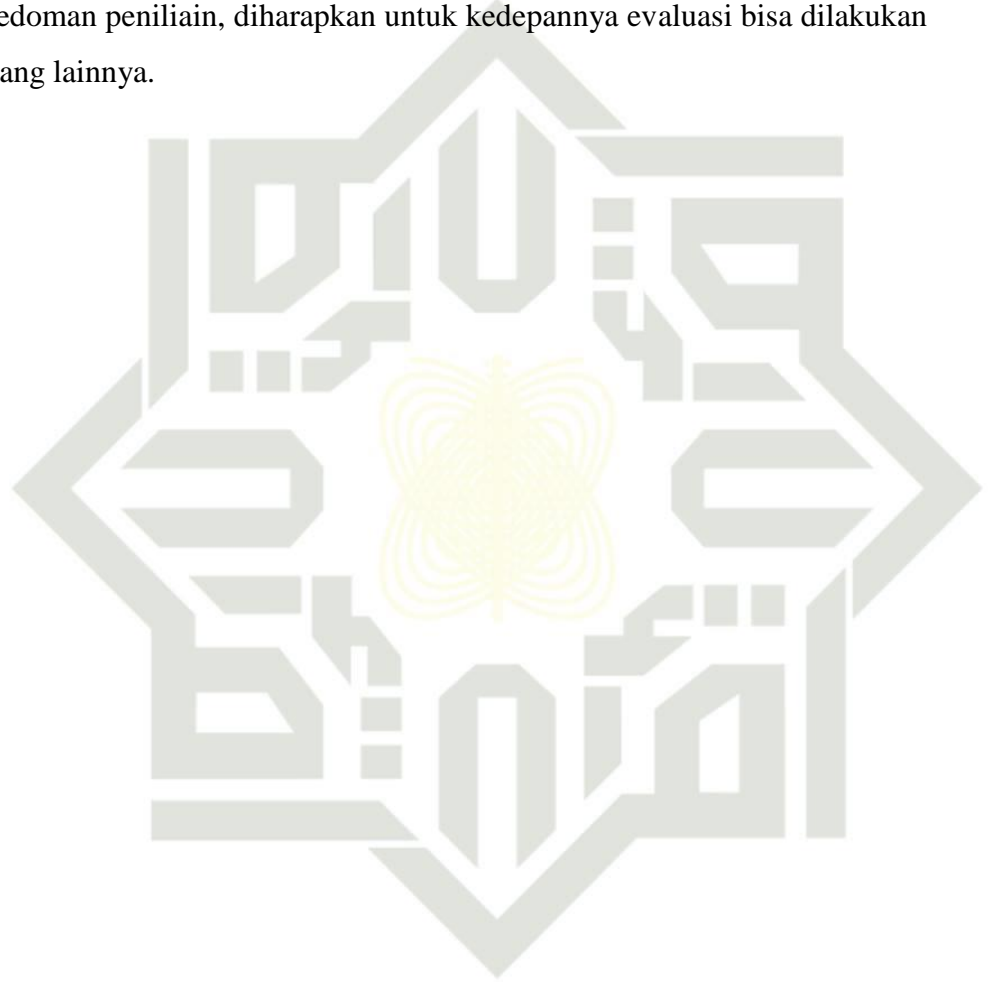 edoman peniliain, diharapkan untuk kedepannya evaluasi bisa dilakukan
ang lainnya.